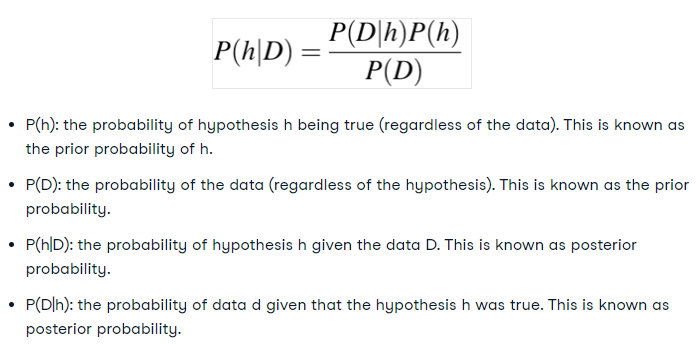 P(h|D) = P(D|h)P(h) / P(D)
• P(h): the probability of hypothesis h being true (regardless of the data). This is known as
the prior probability of h.
• P(D): the probability of the data (regardless of the hypothesis). This is known as the prior
probability.
• P(h|D): the probability of hypothesis h given the data D. This is known as posterior
probability.
• P(D|h): the probability of data d given that the hypothesis h was true. This is known as
posterior probability.